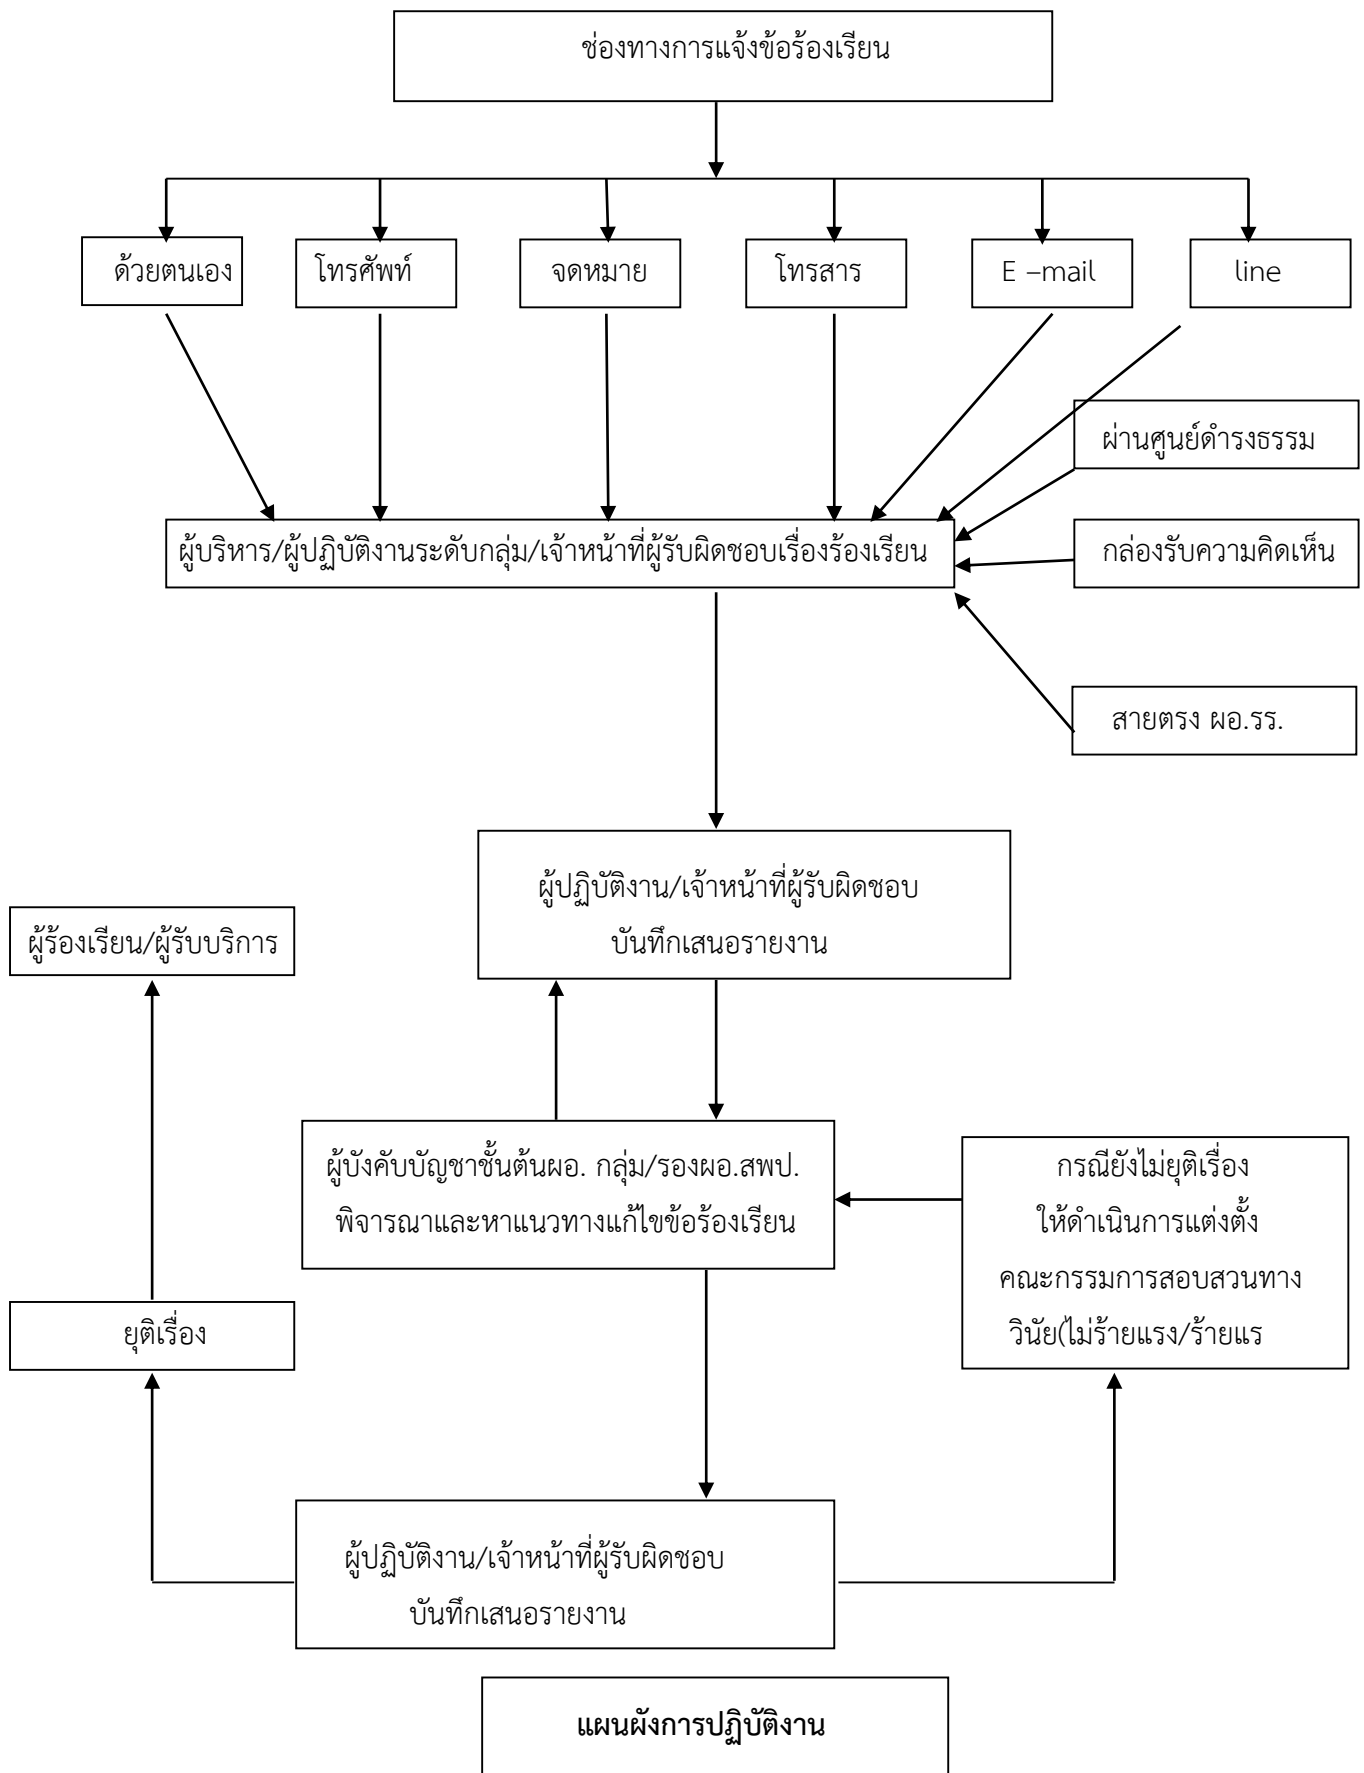 ช่องทางการแจ้งข้อร้องเรียน
ด้วยตนเอง
โทรศัพท์
จดหมาย
โทรสาร
E –mail
line
ผ่านศูนย์ดำรงธรรม
ผู้บริหาร/ผู้ปฏิบัติงานระดับกลุ่ม/เจ้าหน้าที่ผู้รับผิดชอบเรื่องร้องเรียน
กล่องรับความคิดเห็น
สายตรง ผอ.รร.
ผู้ปฏิบัติงาน/เจ้าหน้าที่ผู้รับผิดชอบ
บันทึกเสนอรายงาน
ผู้ร้องเรียน/ผู้รับบริการ
ผู้บังคับบัญชาชั้นต้นผอ. กลุ่ม/รองผอ.สพป.
พิจารณาและหาแนวทางแก้ไขข้อร้องเรียน
กรณียังไม่ยุติเรื่อง
ให้ดำเนินการแต่งตั้ง
คณะกรรมการสอบสวนทาง
วินัย(ไม่ร้ายแรง/ร้ายแร
ยุติเรื่อง
ผู้ปฏิบัติงาน/เจ้าหน้าที่ผู้รับผิดชอบ
บันทึกเสนอรายงาน
แผนผังการปฏิบัติงาน